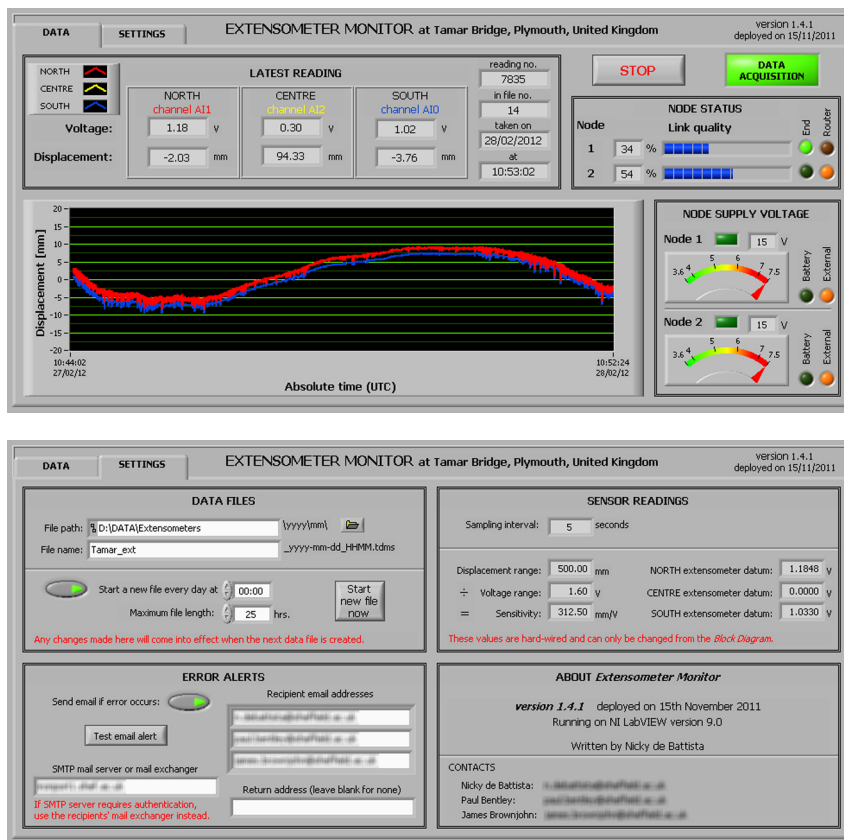 DATA
SETTINGS
EXTENSOMETER MONITOR at Tamar Bridge, Plymouth, United Kingdom
version 1.4.1
deployed on 15/11/2011
NORTH
CENTRE
SOUTH
LATEST READING
NORTH
channel AI1
CENTRE
channel AI2
SOUTH
channel AI0
Voltage:
1.18 V
0.30 V
1.02 V
Displacement:
-2.03 mm
94.33 mm
-3.76 mm
reading no.
7835
in file no.
14
taken on
28/02/2012
at
10:53:02
STOP
DATA
ACQUISITION
NODE STATUS
Node
Link quality
End
Router
1 34 %
2 54 %
Displacement [mm]
20
15
10
5
0
-5
-10
-15
-20
10:44:02
27/02/12
10:52:24
28/02/12
Absolute time (UTC)
NODE SUPPLY VOLTAGE
Node 1 15 V
3.6 4 5 6 7 7.5
Battery
External
Node 2 15 V
3.6 4 5 6 7 7.5
Battery
External
DATA
SETTINGS
EXTENSOMETER MONITOR at Tamar Bridge, Plymouth, United Kingdom
version 1.4.1
deployed on 15/11/2011
DATA FILES
File path: D:\DATA\Extensometers \yyyy\mm\
File name: Tamar_ext _yyyy-mm-dd_HHMM.tdms
Start a new file every day at 00:00
Maximum file length: 25 hrs.
Start
new file
now
Any changes made here will come into effect when the next data file is created.
SENSOR READINGS
Sampling interval: 5 seconds
Displacement range: 500.00 mm
÷ Voltage range: 1.60 V
= Sensitivity: 312.50 mm/V
NORTH extensometer datum: 1.1848 V
CENTRE extensometer datum: 0.0000 V
SOUTH extensometer datum: 1.0330 V
These values are hard-wired and can only be changed from the Block Diagram.
ERROR ALERTS
Send email if error occurs:
Recipient email addresses
Test email alert
SMTP mail server or mail exchanger
If SMTP server requires authentication,
use the recipients' mail exchanger instead.
Return address (leave blank for none)
ABOUT Extensometer Monitor
version 1.4.1 deployed on 15th November 2011
Running on NI LabVIEW version 9.0
Written by Nicky de Battista
CONTACTS
Nicky de Battista:
Paul Bentley:
James Brownjohn: